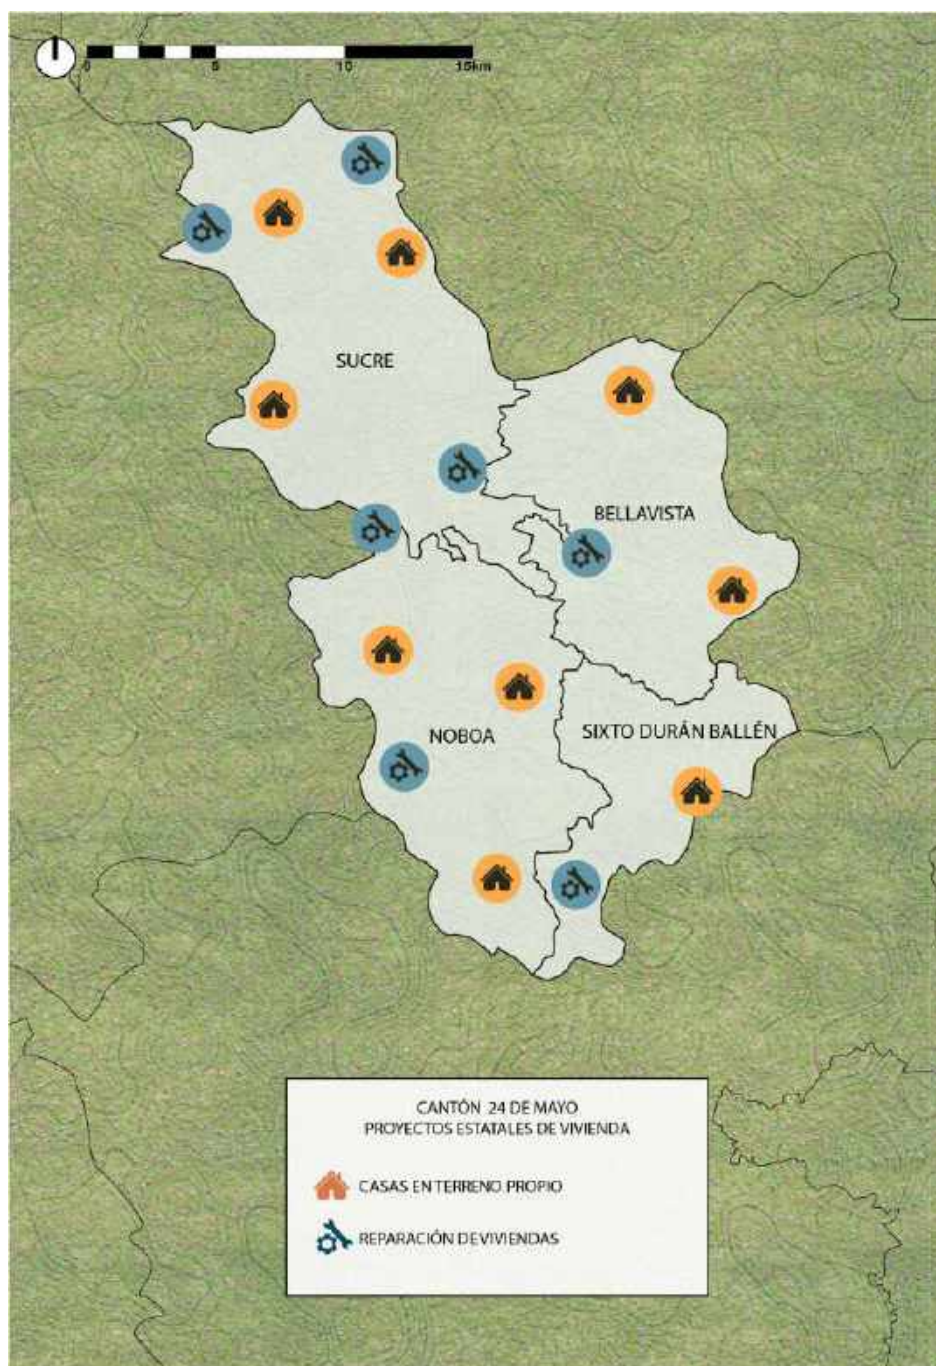 0 5 10 15km
SUCRE
BELLAVISTA
NOBOA
SIXTO DURÁN BALLÉN
CANTÓN 24 DE MAYO
PROYECTOS ESTATALES DE VIVIENDA
CASAS EN TERRENO PROPIO
REPARACIÓN DE VIVIENDAS